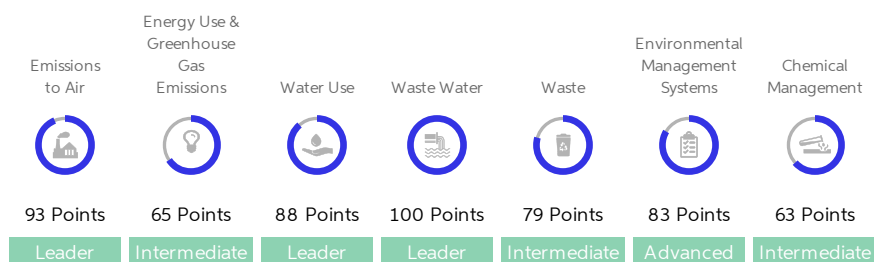 Emissions
to Air
Energy Use &
Greenhouse
Gas
Emissions
Water Use
Waste Water
Waste
Environmental
Management
Systems
Chemical
Management
93 Points
65 Points
88 Points
100 Points
79 Points
83 Points
63 Points
Leader
Intermediate
Leader
Leader
Intermediate
Advanced
Intermediate